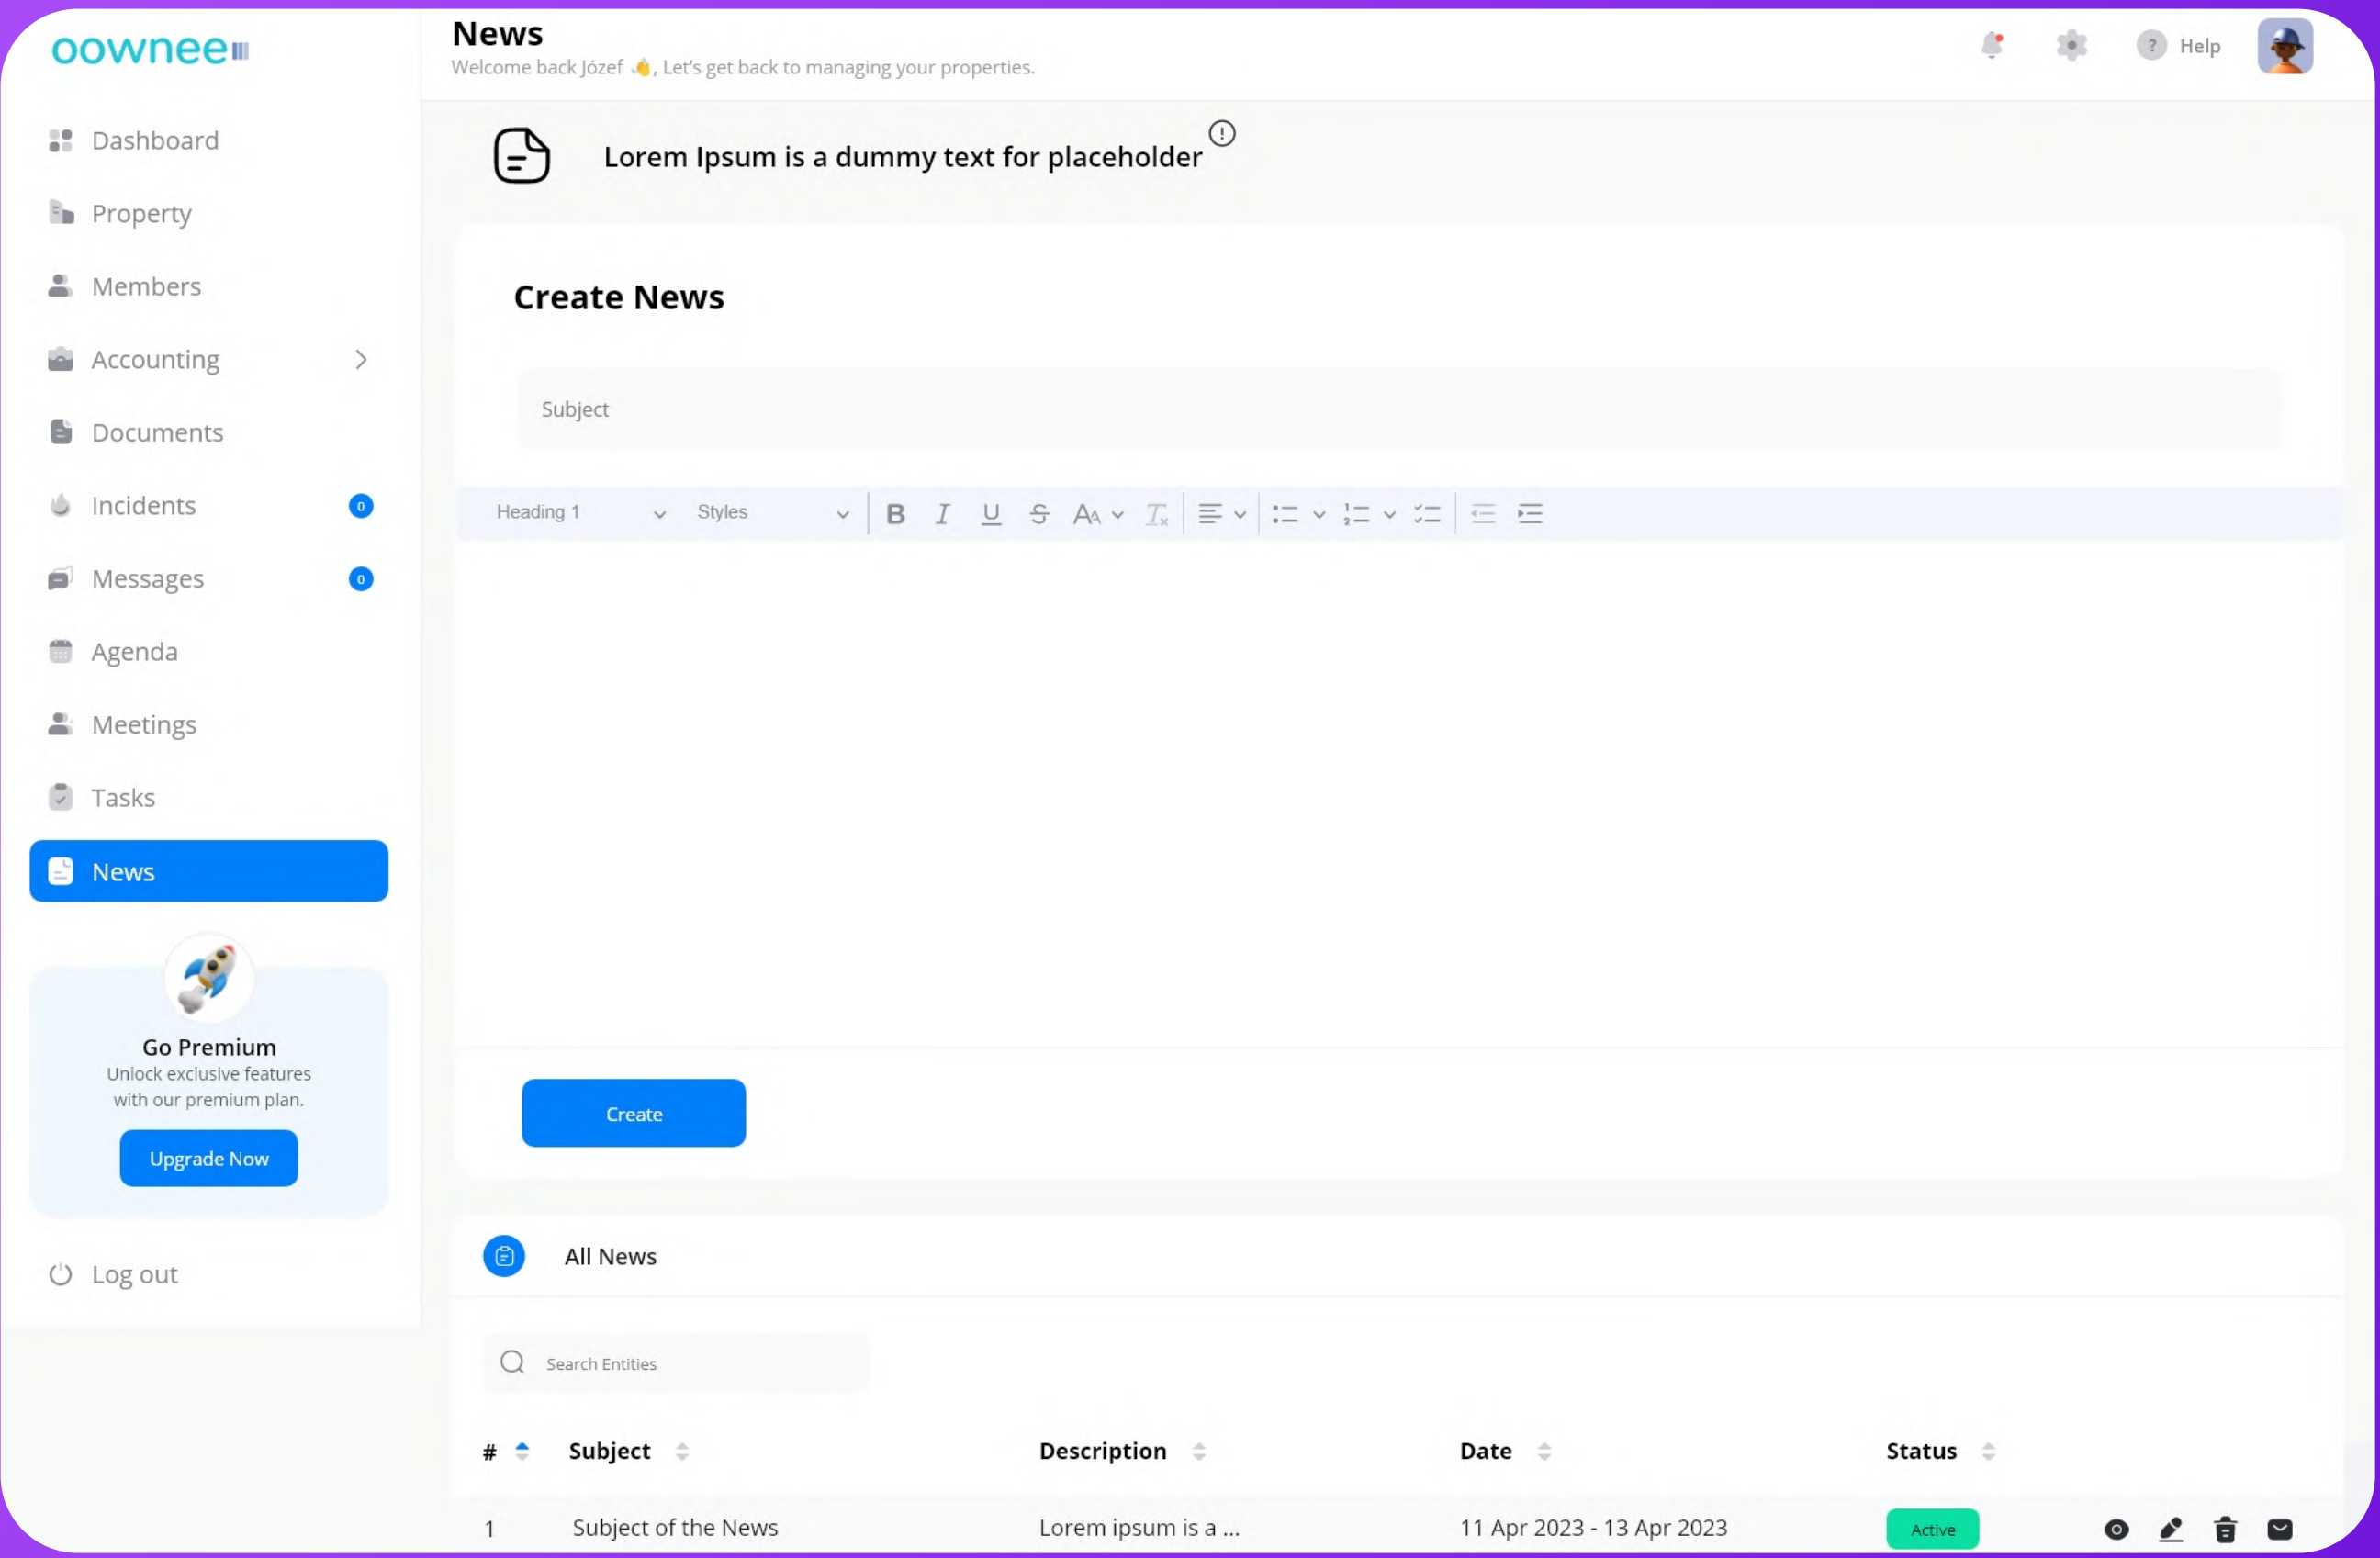 oownee
News
Welcome back Józef 👋, Let's get back to managing your properties.
Help
Dashboard
Property
Members
Accounting
Documents
Incidents 0
Messages 0
Agenda
Meetings
Tasks
News
Go Premium
Unlock exclusive features
with our premium plan.
Upgrade Now
Log out
Lorem Ipsum is a dummy text for placeholder
Create News
Subject
Heading 1 Styles
Create
All News
Search Entities
# Subject Description Date Status
1 Subject of the News Lorem ipsum is a ... 11 Apr 2023 - 13 Apr 2023 Active